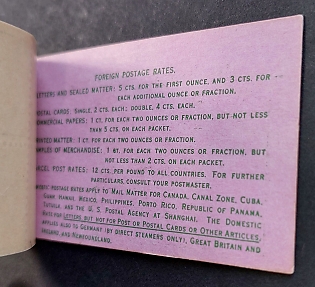 FOREIGN POSTAGE RATES.
LETTERS AND SEALED MATTER: 5 CTS. FOR THE FIRST OUNCE, AND 3 CTS. FOR
EACH ADDITIONAL OUNCE OR FRACTION.
POSTAL CARDS. SINGLE, 2 CTS. EACH; DOUBLE, 4 CTS. EACH.
COMMERCIAL PAPERS: 1 CT. FOR EACH TWO OUNCES OR FRACTION, BUT NOT LESS
THAN 5 CTS. ON EACH PACKET.
PRINTED MATTER: 1 CT. FOR EACH TWO OUNCES OR FRACTION.
SAMPLES OF MERCHANDISE: 1 CT. FOR EACH TWO OUNCES, OR FRACTION, BUT
NOT LESS THAN 2 CTS. ON EACH PACKET.
PARCEL POST RATES: 12 CTS. PER POUND TO ALL COUNTRIES. FOR FURTHER
PARTICULARS, CONSULT YOUR POSTMASTER.
DOMESTIC POSTAGE RATES APPLY TO MAIL MATTER FOR CANADA, CANAL ZONE, CUBA,
GUAM, HAWAII, MEXICO, PHILIPPINES, PORTO RICO, REPUBLIC OF PANAMA,
TUTUILA, AND THE U. S. POSTAL AGENCY AT SHANGHAI. THE DOMESTIC
RATE FOR LETTERS BUT NOT FOR POST OR POSTAL CARDS OR OTHER ARTICLES,
APPLIES ALSO TO GERMANY (BY DIRECT STEAMERS ONLY), GREAT BRITAIN AND
IRELAND, AND NEWFOUNDLAND.